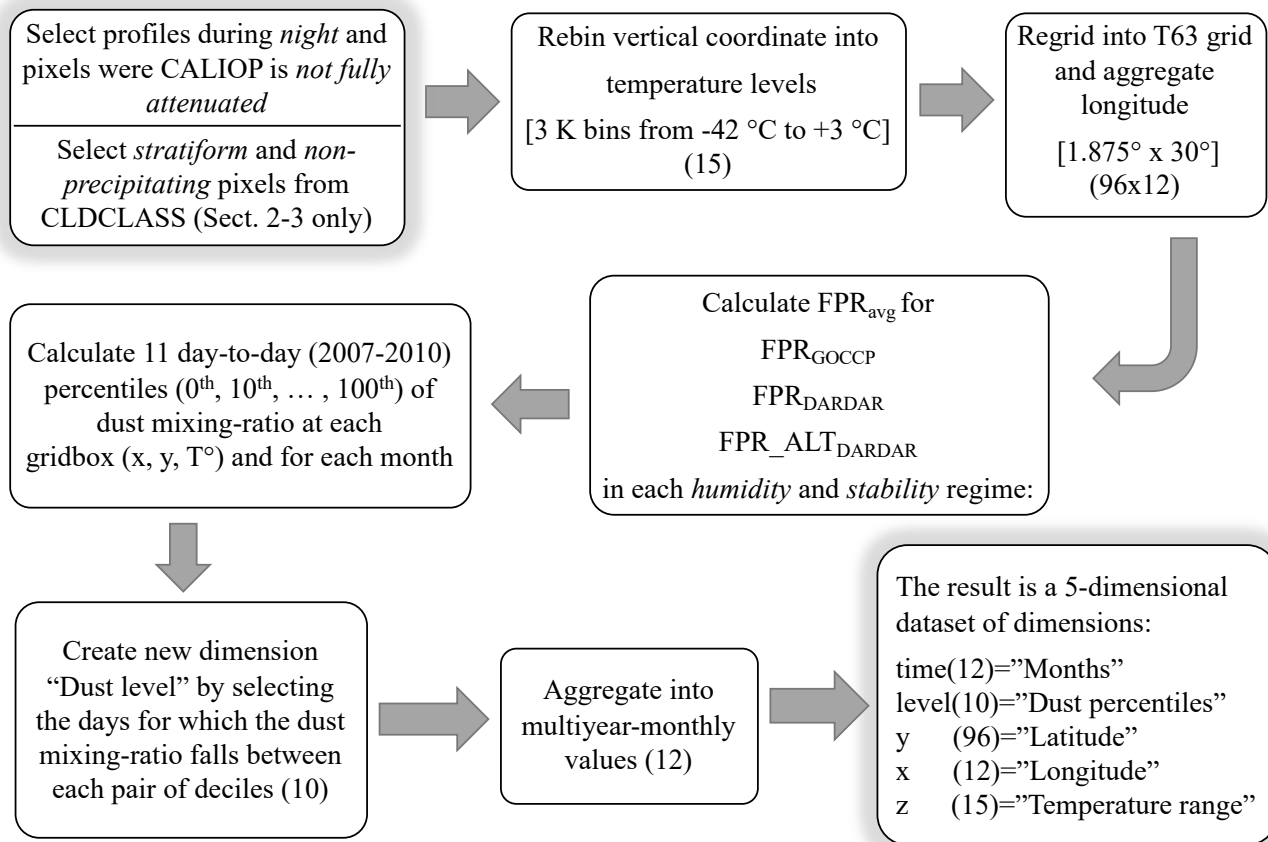 Select profiles during night and
pixels were CALIOP is not fully
attenuated
Select stratiform and non-
precipitating pixels from
CLDCLASS (Sect. 2-3 only)
Rebin vertical coordinate into
temperature levels
[3 K bins from -42 °C to +3 °C]
(15)
Regrid into T63 grid
and aggregate
longitude
[1.875° x 30°]
(96x12)
Calculate FPRavg for
FPRGOCCP
FPRDARDAR
FPR_ALTDARDAR
in each humidity and stability regime:
Calculate 11 day-to-day (2007-2010)
percentiles (0th, 10th, … , 100th) of
dust mixing-ratio at each
gridbox (x, y, T°) and for each month
Create new dimension
“Dust level” by selecting
the days for which the dust
mixing-ratio falls between
each pair of deciles (10)
Aggregate into
multiyear-monthly
values (12)
The result is a 5-dimensional
dataset of dimensions:
time(12)=”Months”
level(10)=”Dust percentiles”
y (96)=”Latitude”
x (12)=”Longitude”
z (15)=”Temperature range”